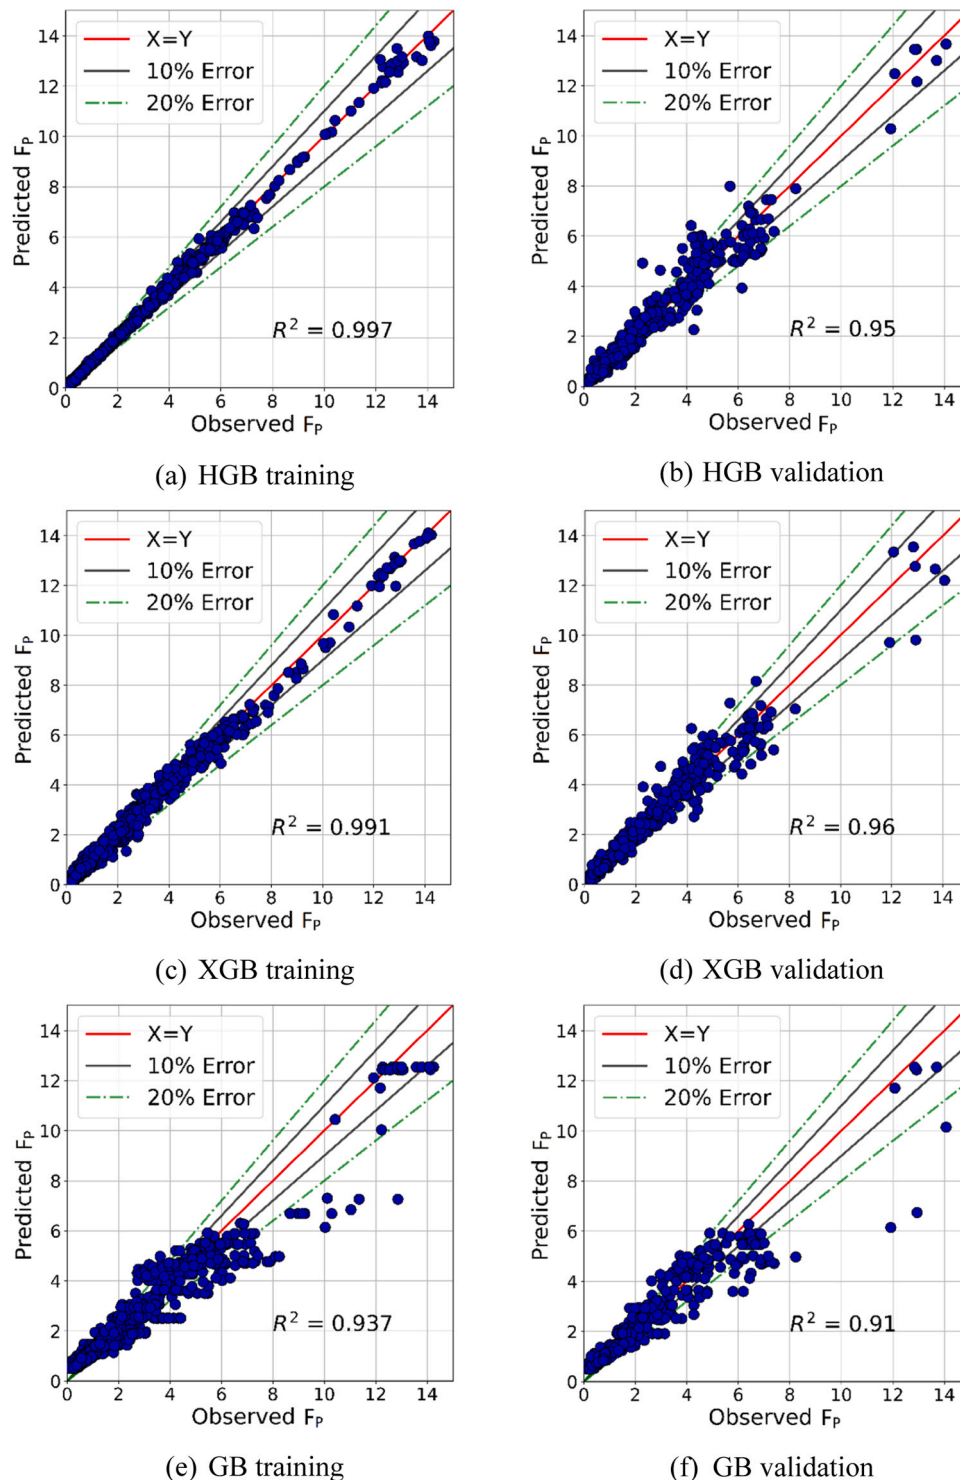 14
12
10
8
6
4
2
0
Predicted F_P
X=Y
10% Error
20% Error
R² = 0.997
0 2 4 6 8 10 12 14
Observed F_P
(a) HGB training
14
12
10
8
6
4
2
0
Predicted F_P
X=Y
10% Error
20% Error
R² = 0.95
0 2 4 6 8 10 12 14
Observed F_P
(b) HGB validation
14
12
10
8
6
4
2
0
Predicted F_P
X=Y
10% Error
20% Error
R² = 0.991
0 2 4 6 8 10 12 14
Observed F_P
(c) XGB training
14
12
10
8
6
4
2
0
Predicted F_P
X=Y
10% Error
20% Error
R² = 0.96
0 2 4 6 8 10 12 14
Observed F_P
(d) XGB validation
14
12
10
8
6
4
2
0
Predicted F_P
X=Y
10% Error
20% Error
R² = 0.937
0 2 4 6 8 10 12 14
Observed F_P
(e) GB training
14
12
10
8
6
4
2
0
Predicted F_P
X=Y
10% Error
20% Error
R² = 0.91
0 2 4 6 8 10 12 14
Observed F_P
(f) GB validation